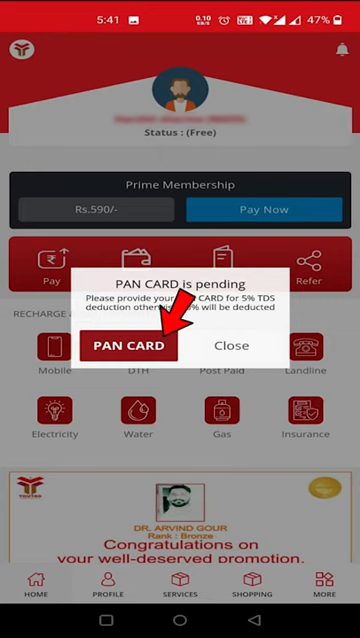 5:41
0.10
KB/S
47%
Status : (Free)
Prime Membership
Rs.590/-
Pay Now
Pay
Refer
PAN CARD is pending
Please provide your CARD for 5% TDS
deduction will be deducted
PAN CARD
Close
RECHARGE
Mobile
DTH
Post Paid
Landline
Electricity
Water
Gas
Insurance
DR. ARVIND GOUR
Rank : Bronze
Congratulations on
your well-deserved promotion.
HOME
PROFILE
SERVICES
SHOPPING
MORE